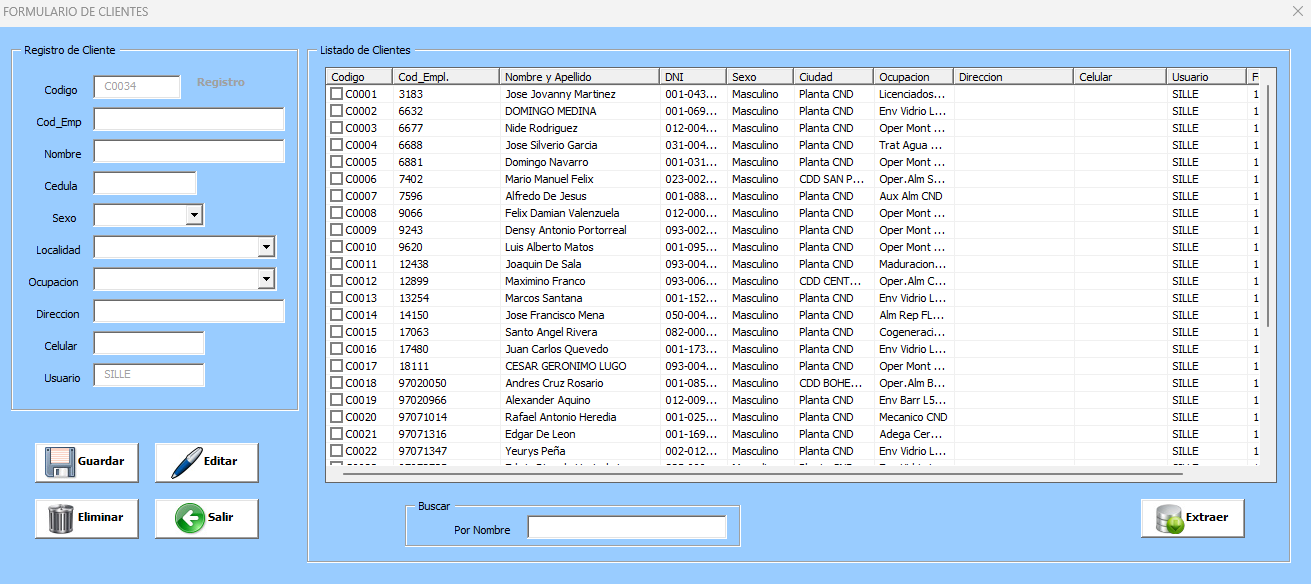 FORMULARIO DE CLIENTES
Registro de Cliente
Codigo C0034 Registro
Cod_Emp
Nombre
Cedula
Sexo
Localidad
Ocupacion
Direccion
Celular
Usuario SILLE
Guardar Editar
Eliminar Salir
Listado de Clientes
Codigo Cod_Empl. Nombre y Apellido DNI Sexo Ciudad Ocupacion Direccion Celular Usuario F
C0001 3183 Jose Jovanny Martinez 001-043... Masculino Planta CND Licenciados... SILLE 1
C0002 6632 DOMINGO MEDINA 001-069... Masculino Planta CND Env Vidrio L... SILLE 1
C0003 6677 Nide Rodriguez 012-004... Masculino Planta CND Oper Mont ... SILLE 1
C0004 6688 Jose Silverio Garcia 031-004... Masculino Planta CND Trat Agua ... SILLE 1
C0005 6881 Domingo Navarro 001-031... Masculino Planta CND Oper Mont ... SILLE 1
C0006 7402 Mario Manuel Felix 023-002... Masculino CDD SAN P... Oper.Alm S... SILLE 1
C0007 7596 Alfredo De Jesus 001-088... Masculino Planta CND Aux Alm CND SILLE 1
C0008 9066 Felix Damian Valenzuela 012-000... Masculino Planta CND Oper Mont ... SILLE 1
C0009 9243 Densy Antonio Portorreal 093-002... Masculino Planta CND Oper Mont ... SILLE 1
C0010 9620 Luis Alberto Matos 001-095... Masculino Planta CND Oper Mont ... SILLE 1
C0011 12438 Joaquin De Sala 093-004... Masculino Planta CND Maduracion... SILLE 1
C0012 12899 Maximino Franco 093-006... Masculino CDD CENT... Oper.Alm C... SILLE 1
C0013 13254 Marcos Santana 001-152... Masculino Planta CND Env Vidrio L... SILLE 1
C0014 14150 Jose Francisco Mena 050-004... Masculino Planta CND Alm Rep FL... SILLE 1
C0015 17063 Santo Angel Rivera 082-000... Masculino Planta CND Cogeneraci... SILLE 1
C0016 17480 Juan Carlos Quevedo 001-173... Masculino Planta CND Env Vidrio L... SILLE 1
C0017 18111 CESAR GERONIMO LUGO 093-004... Masculino Planta CND Oper Mont ... SILLE 1
C0018 97020050 Andres Cruz Rosario 001-085... Masculino CDD BOHE... Oper.Alm B... SILLE 1
C0019 97020966 Alexander Aquino 012-009... Masculino Planta CND Env Barr L5... SILLE 1
C0020 97071014 Rafael Antonio Heredia 001-025... Masculino Planta CND Mecanico CND SILLE 1
C0021 97071316 Edgar De Leon 001-169... Masculino Planta CND Adega Cer... SILLE 1
C0022 97071347 Yeurys Peña 002-012... Masculino Planta CND Env Vidrio L... SILLE 1
Buscar
Por Nombre
Extraer